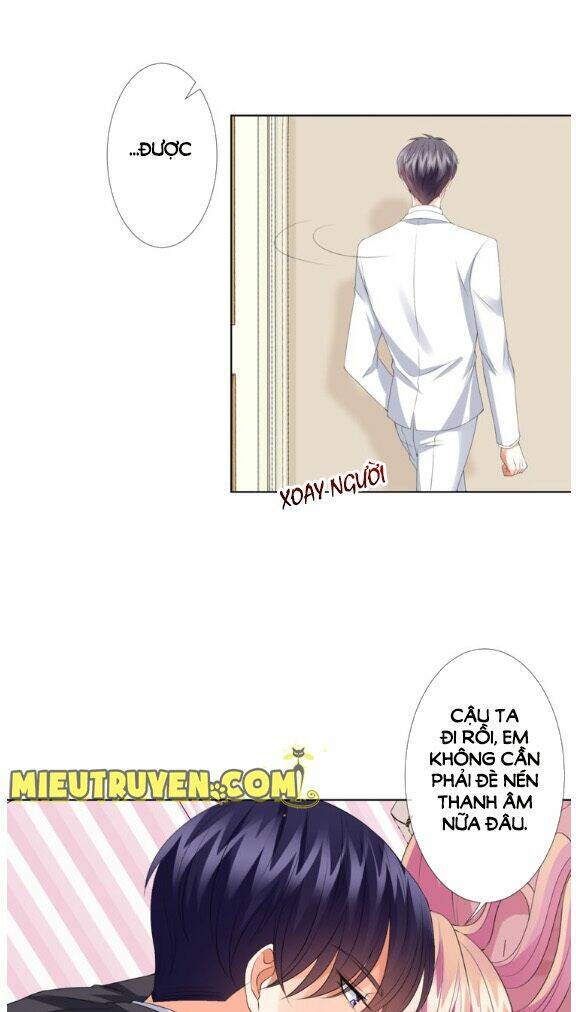 ...ĐƯỢC
XOAY NGƯỜI
CẬU TA
ĐI RỒI, EM
KHÔNG CẦN
PHẢI ĐÈ NÉN
THANH ÂM
NỮA ĐÂU.
MIEUTRUYEN.COM